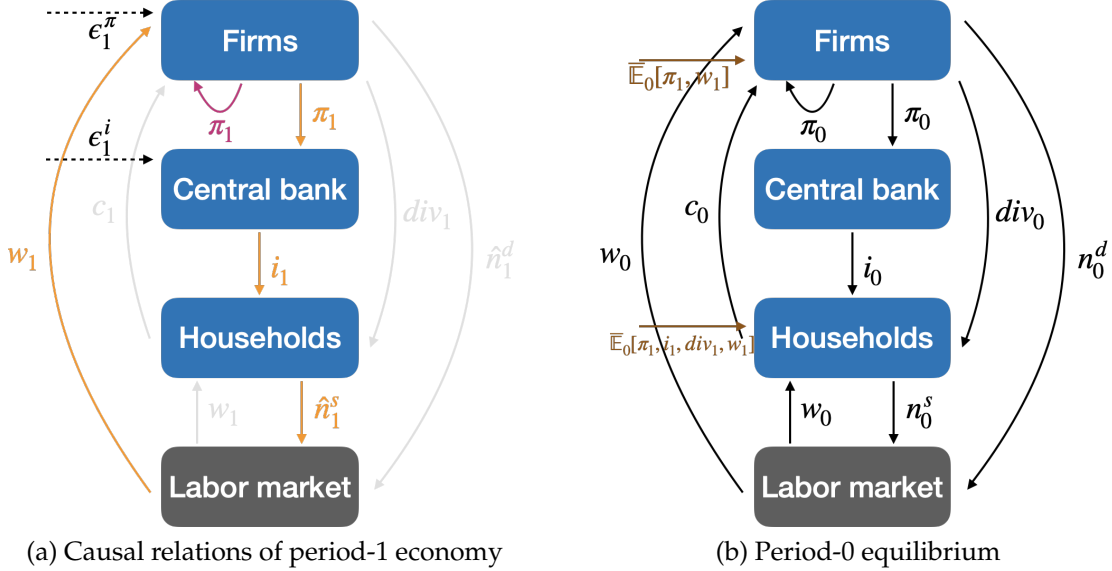 ϵ₁^π
Firms
π₁
π₁
ϵ₁^i
Central bank
c₁
div₁
w₁
n̂₁^d
i₁
Households
w₁
n̂₁^s
Labor market
(a) Causal relations of period-1 economy
Firms
𝔼̅₀[π₁, w₁]
π₀
π₀
Central bank
c₀
div₀
w₀
n₀^d
i₀
Households
𝔼̅₀[π₁, i₁, div₁, w₁]
w₀
n₀^s
Labor market
(b) Period-0 equilibrium